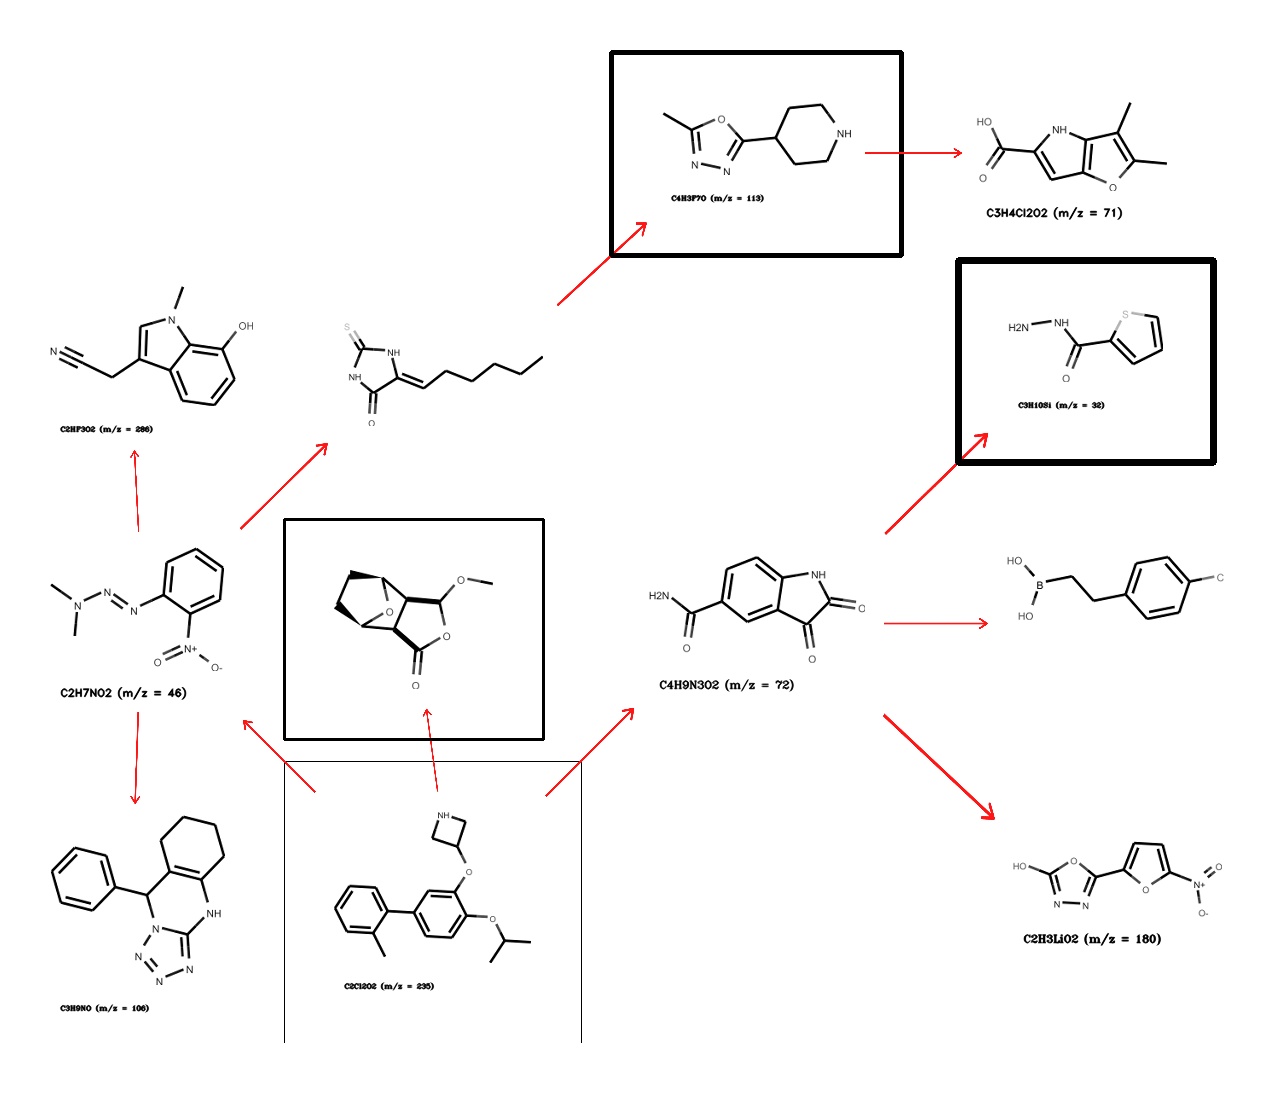 O
N
N
NH
C4H3F7O (m/z = 113)
HO
NH
O
O
C3H4Cl2O2 (m/z = 71)
N
N
OH
C2HF3O2 (m/z = 286)
S
NH
NH
O
H2N
NH
S
O
C3H10Si (m/z = 32)
N
N
N
N+
O
O-
C2H7NO2 (m/z = 46)
O
O
O
O
H2N
NH
O
O
O
C4H9N3O2 (m/z = 72)
HO
B
HO
C
NH
N
N
N
N
C3H9NO (m/z = 106)
NH
O
O
C2Cl2O2 (m/z = 235)
HO
O
N
N
O
N+
O
O-
C2H3LiO2 (m/z = 180)